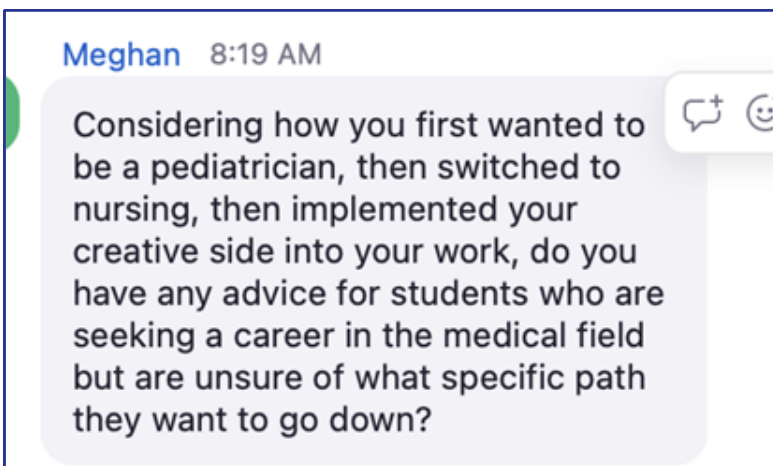 Meghan 8:19 AM
Considering how you first wanted to
be a pediatrician, then switched to
nursing, then implemented your
creative side into your work, do you
have any advice for students who are
seeking a career in the medical field
but are unsure of what specific path
they want to go down?